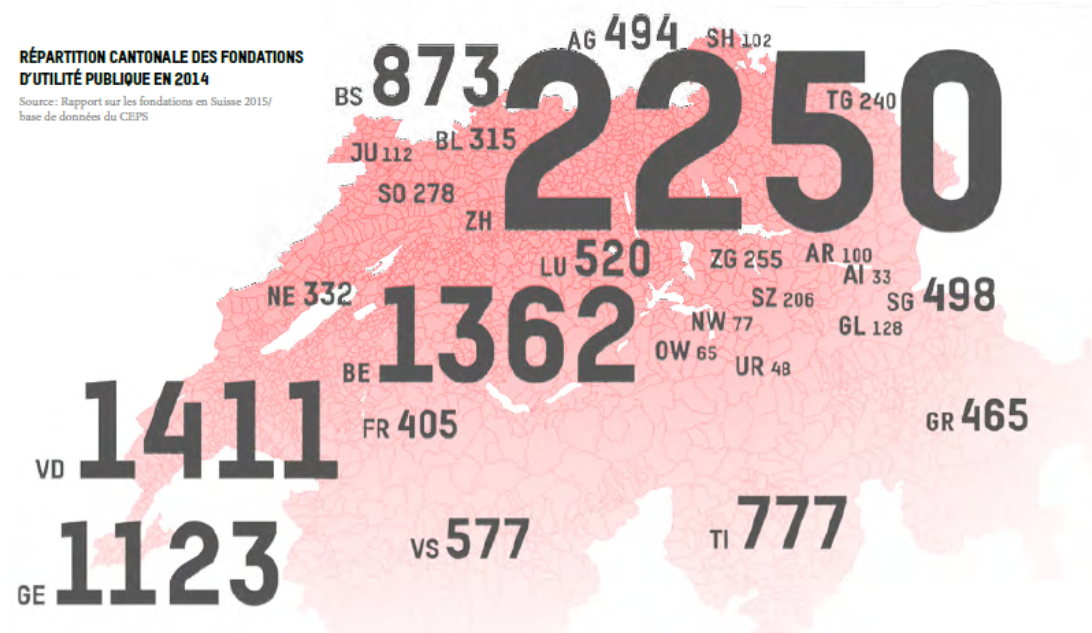 RÉPARTITION CANTONALE DES FONDATIONS
D'UTILITÉ PUBLIQUE EN 2014
Source: Rapport sur les fondations en Suisse 2015/
base de données du CEPS
AG 494
SH 102
BS 873
TG 240
BL 315
JU 112
SO 278
ZH 2250
LU 520
ZG 255
AR 100
AI 33
NE 332
SZ 206
SG 498
NW 77
GL 128
OW 65
UR 48
BE 1362
FR 405
GR 465
VD 1411
VS 577
TI 777
GE 1123